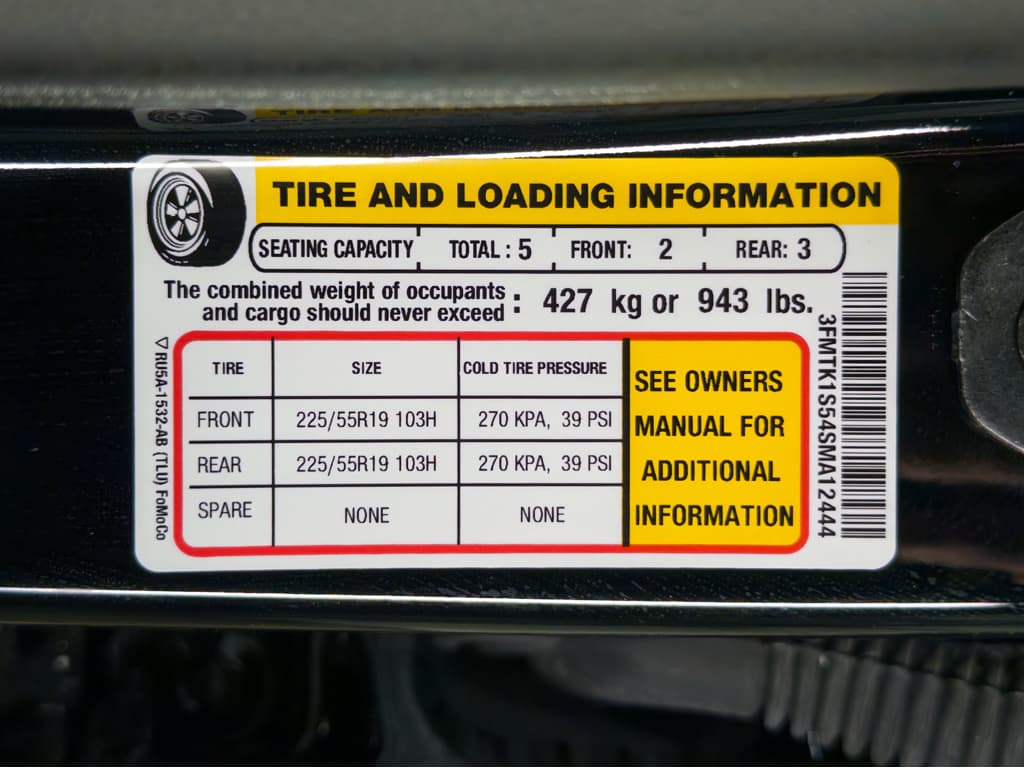 TIRE AND LOADING INFORMATION
SEATING CAPACITY TOTAL : 5 FRONT: 2 REAR: 3
The combined weight of occupants
and cargo should never exceed : 427 kg or 943 lbs.
TIRE SIZE COLD TIRE PRESSURE
FRONT 225/55R19 103H 270 KPA, 39 PSI
REAR 225/55R19 103H 270 KPA, 39 PSI
SPARE NONE NONE
SEE OWNERS
MANUAL FOR
ADDITIONAL
INFORMATION
3FMTK1S54SMA12444
RU5A-1532-AB (TLU) FoMoCo